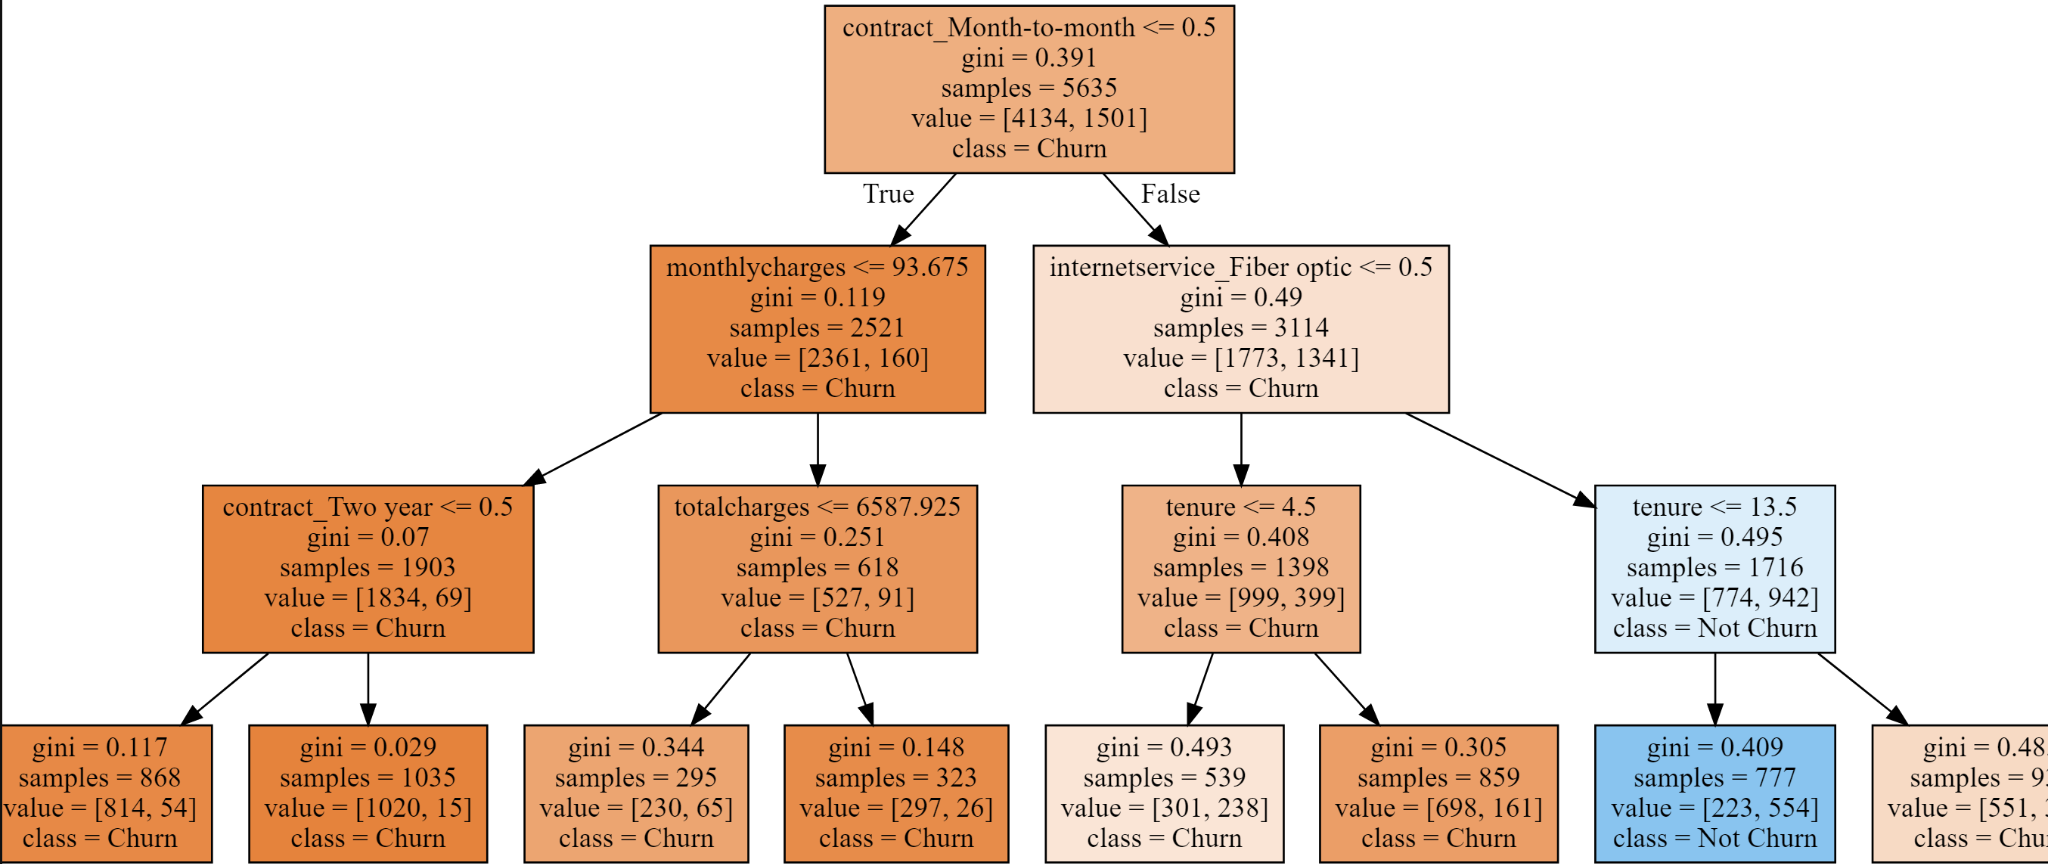 contract_Month-to-month <= 0.5
gini = 0.391
samples = 5635
value = [4134, 1501]
class = Churn
True
False
monthlycharges <= 93.675
gini = 0.119
samples = 2521
value = [2361, 160]
class = Churn
internetservice_Fiber optic <= 0.5
gini = 0.49
samples = 3114
value = [1773, 1341]
class = Churn
contract_Two year <= 0.5
gini = 0.07
samples = 1903
value = [1834, 69]
class = Churn
totalcharges <= 6587.925
gini = 0.251
samples = 618
value = [527, 91]
class = Churn
tenure <= 4.5
gini = 0.408
samples = 1398
value = [999, 399]
class = Churn
tenure <= 13.5
gini = 0.495
samples = 1716
value = [774, 942]
class = Not Churn
gini = 0.117
samples = 868
value = [814, 54]
class = Churn
gini = 0.029
samples = 1035
value = [1020, 15]
class = Churn
gini = 0.344
samples = 295
value = [230, 65]
class = Churn
gini = 0.148
samples = 323
value = [297, 26]
class = Churn
gini = 0.493
samples = 539
value = [301, 238]
class = Churn
gini = 0.305
samples = 859
value = [698, 161]
class = Churn
gini = 0.409
samples = 777
value = [223, 554]
class = Not Churn
gini =
samples =
value = [551,
class =